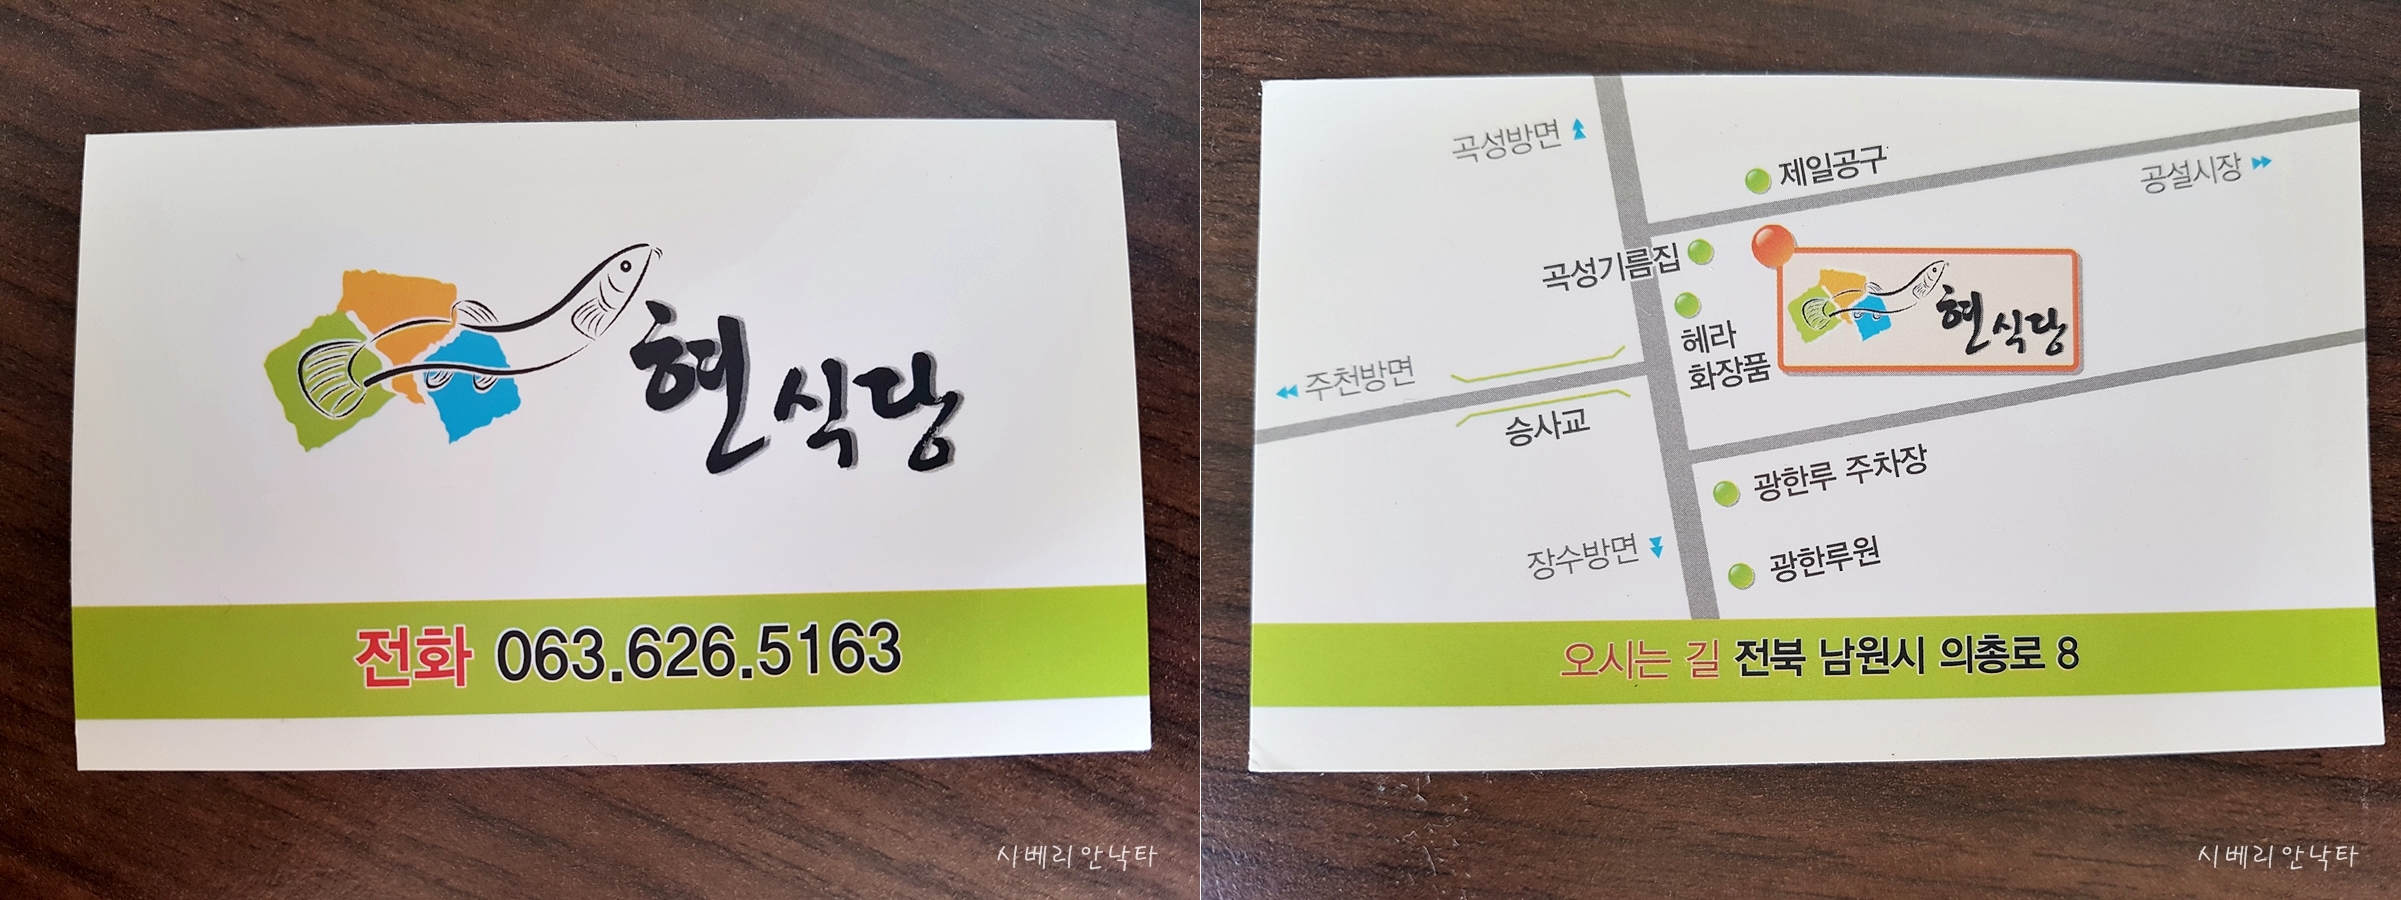 현식당
전화 063.626.5163
시베리안낙타
곡성방면
제일공구
공설시장
곡성기름집
헤라
화장품
현식당
주천방면
승사교
광한루 주차장
장수방면
광한루원
오시는 길 전북 남원시 의총로 8
시베리안낙타